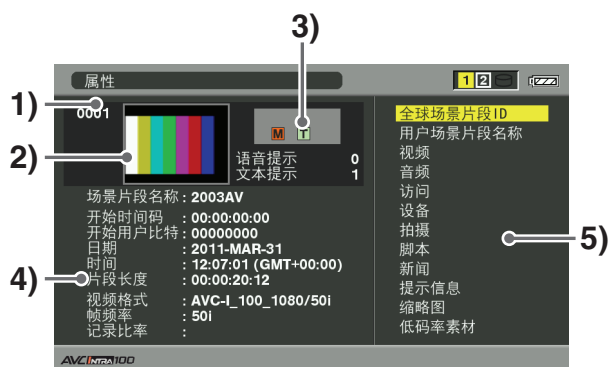 3)
属性
1 2
1)
0001
M T
2)
语音提示 0
文本提示 1
场景片段名称 : 2003AV
开始时间码 : 00:00:00:00
开始用户比特 : 00000000
日期 : 2011-MAR-31
时间 : 12:07:01 (GMT+00:00)
4)
片段长度 : 00:00:20:12
视频格式 : AVC-I_100_1080/50i
帧频率 : 50i
记录比率 :
全球场景片段ID
用户场景片段名称
视频
音频
访问
设备
拍摄
5)
脚本
新闻
提示信息
缩略图
低码率素材
AVC INTRA 100